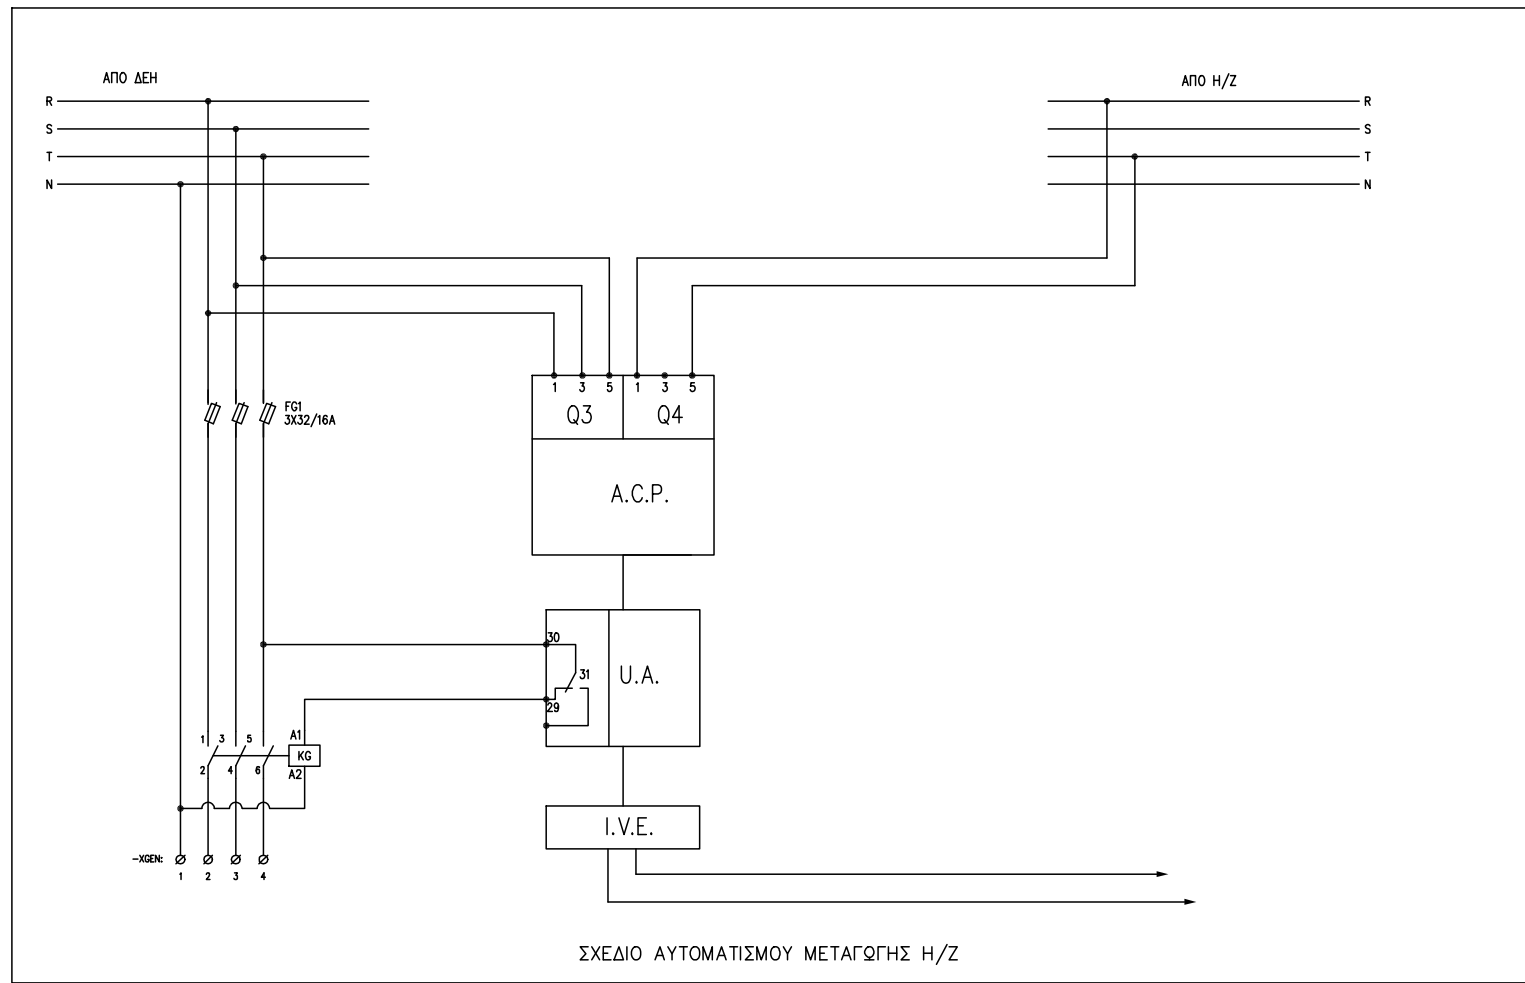 ΑΠΟ ΔΕΗ
ΑΠΟ Η/Ζ
R
R
S
S
T
T
N
N
1 3 5 1 3 5
Q3 Q4
FG1
3X32/16A
A.C.P.
30
31
U.A.
29
1 3 5 A1
KG
2 4 6 A2
I.V.E.
-XGEN:
1 2 3 4
ΣΧΕΔΙΟ ΑΥΤΟΜΑΤΙΣΜΟΥ ΜΕΤΑΓΩΓΗΣ Η/Ζ